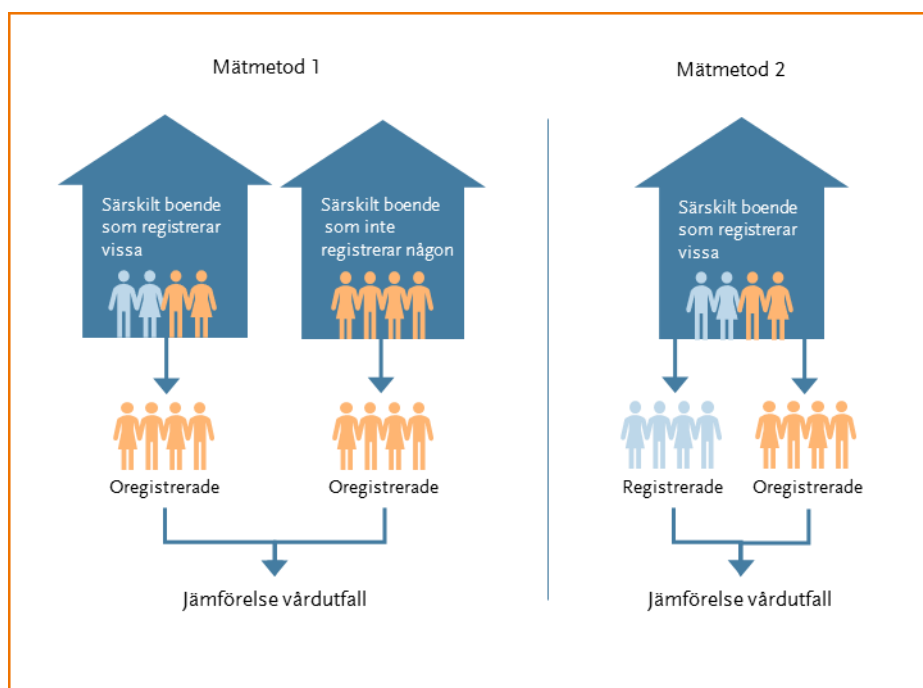 Mätmetod 1
Särskilt boende
som registrerar
vissa
Särskilt boende
som inte
registrerar någon
Oregistrerade
Oregistrerade
Jämförelse vårdutfall
Mätmetod 2
Särskilt boende
som registrerar
vissa
Registrerade
Oregistrerade
Jämförelse vårdutfall